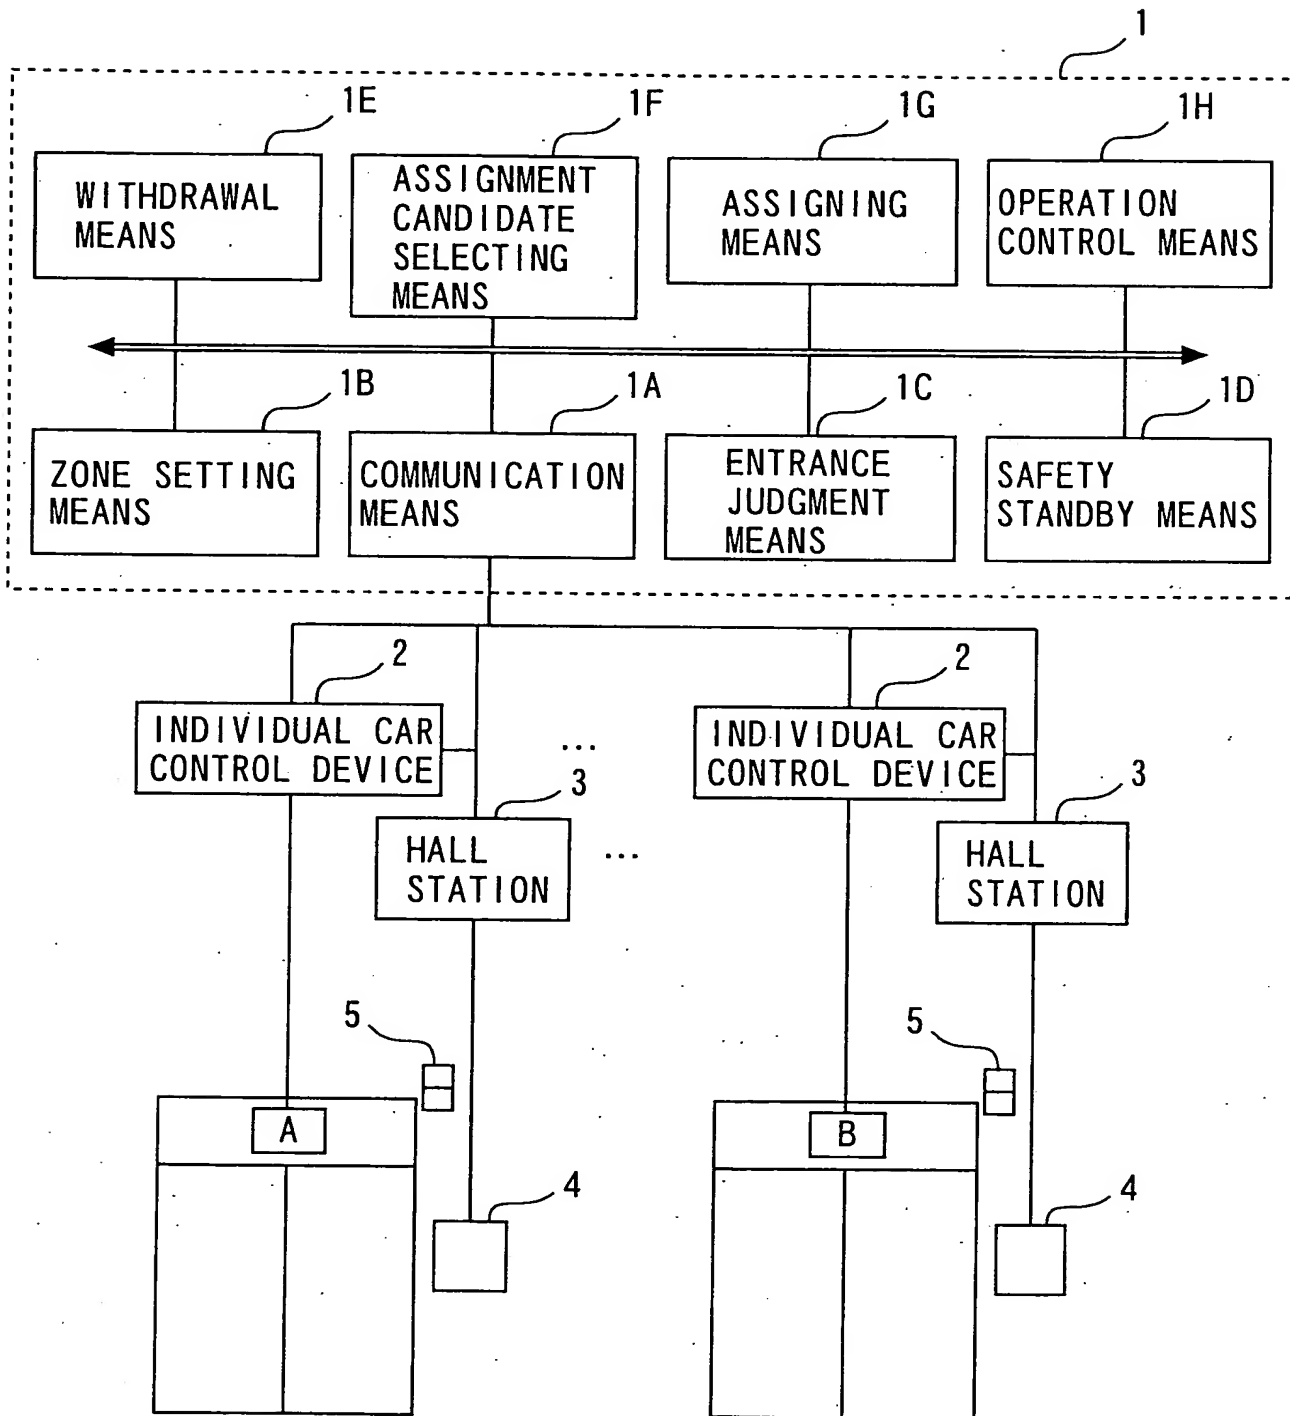 1
1E
1F
1G
1H
WITHDRAWAL
MEANS
ASSIGNMENT
CANDIDATE
SELECTING
MEANS
ASSIGNING
MEANS
OPERATION
CONTROL MEANS
1B
1A
1C
1D
ZONE SETTING
MEANS
COMMUNICATION
MEANS
ENTRANCE
JUDGMENT
MEANS
SAFETY
STANDBY MEANS
2
2
INDIVIDUAL CAR
CONTROL DEVICE
...
INDIVIDUAL CAR
CONTROL DEVICE
3
3
HALL
STATION
...
HALL
STATION
5
5
A
B
4
4